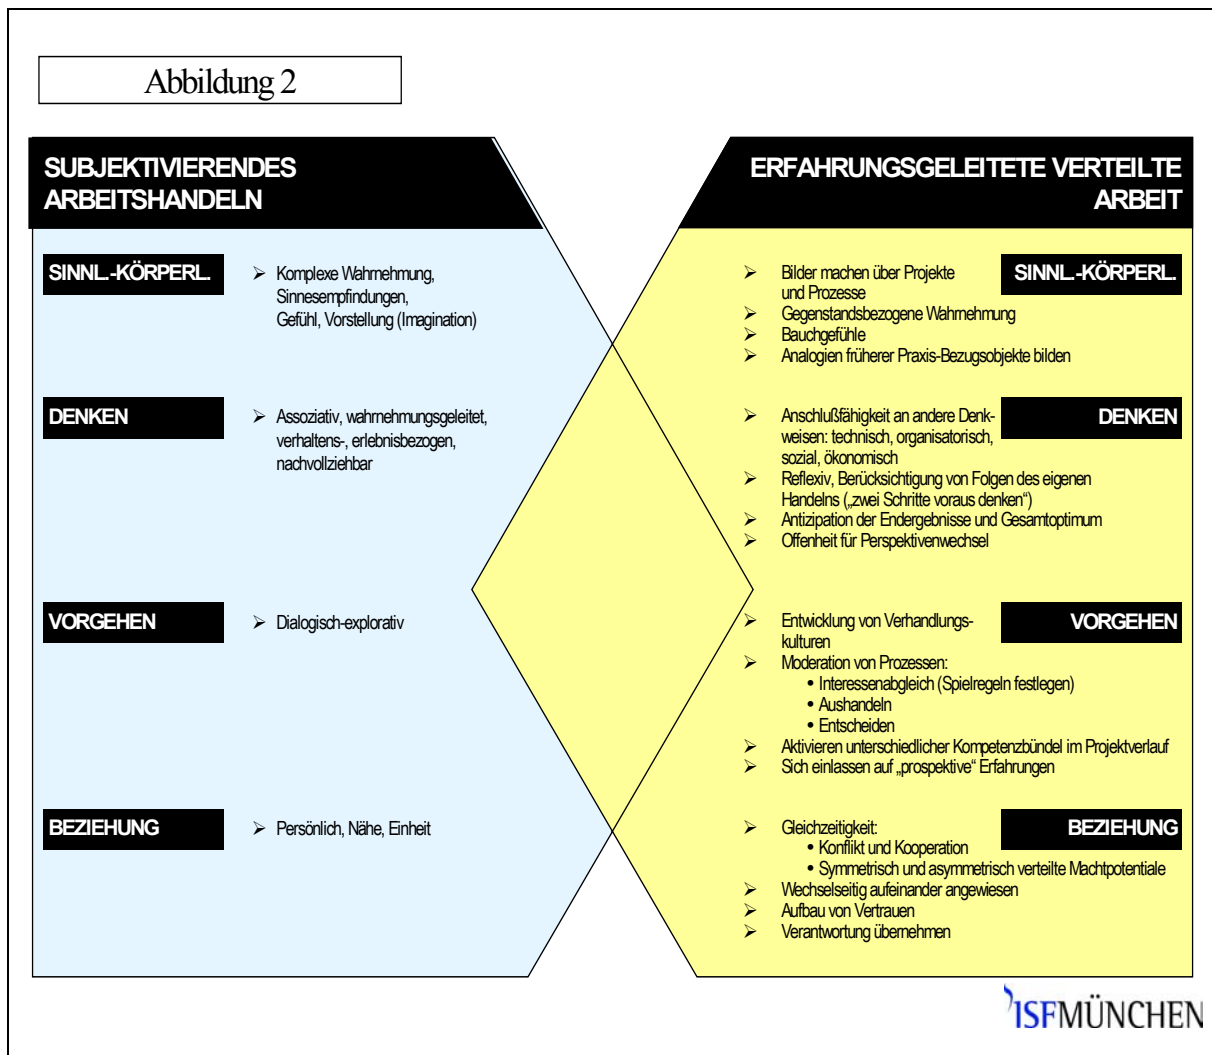 Abbildung 2
SUBJEKTIVIERENDES
ARBEITSHANDELN
SINNL.-KÖRPERL.
➢ Komplexe Wahrnehmung,
Sinnesempfindungen,
Gefühl, Vorstellung (Imagination)
DENKEN
➢ Assoziativ, wahrnehmungsgeleitet,
verhaltens-, erlebnisbezogen,
nachvollziehbar
VORGEHEN
➢ Dialogisch-explorativ
BEZIEHUNG
➢ Persönlich, Nähe, Einheit
ERFAHRUNGSGELEITETE VERTEILTE
ARBEIT
SINNL.-KÖRPERL.
➢ Bilder machen über Projekte
und Prozesse
➢ Gegenstandsbezogene Wahrnehmung
➢ Bauchgefühle
➢ Analogien früherer Praxis-Bezugsobjekte bilden
DENKEN
➢ Anschlußfähigkeit an andere Denk-
weisen: technisch, organisatorisch,
sozial, ökonomisch
➢ Reflexiv, Berücksichtigung von Folgen des eigenen
Handelns („zwei Schritte voraus denken“)
➢ Antizipation der Endergebnisse und Gesamtoptimum
➢ Offenheit für Perspektivenwechsel
VORGEHEN
➢ Entwicklung von Verhandlungs-
kulturen
➢ Moderation von Prozessen:
• Interessenabgleich (Spielregeln festlegen)
• Aushandeln
• Entscheiden
➢ Aktivieren unterschiedlicher Kompetenzbündel im Projektverlauf
➢ Sich einlassen auf „prospektive“ Erfahrungen
BEZIEHUNG
➢ Gleichzeitigkeit:
• Konflikt und Kooperation
• Symmetrisch und asymmetrisch verteilte Machtpotentiale
➢ Wechselseitig aufeinander angewiesen
➢ Aufbau von Vertrauen
➢ Verantwortung übernehmen
ISFMÜNCHEN